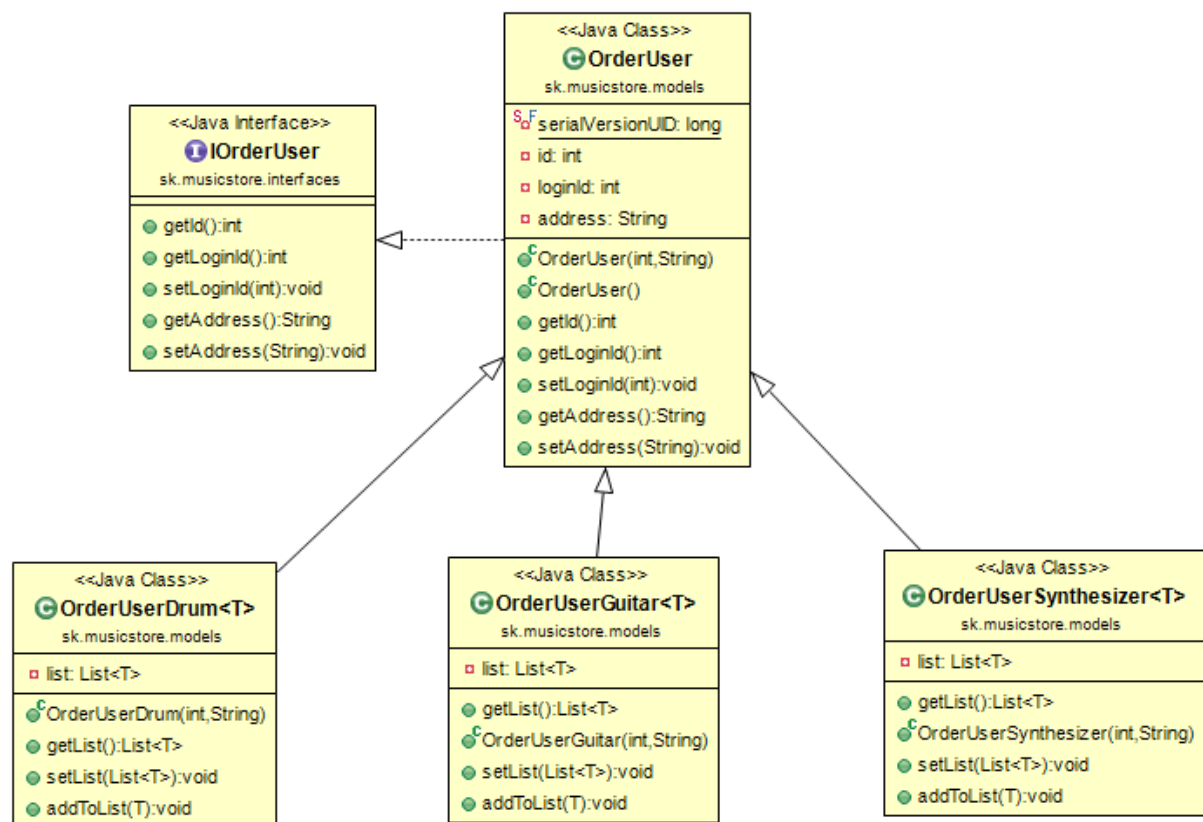 <<Java Class>>
OrderUser
sk.musicstore.models
serialVersionUID: long
id: int
loginId: int
address: String
OrderUser(int,String)
OrderUser()
getId():int
getLoginId():int
setLoginId(int):void
getAddress():String
setAddress(String):void
<<Java Interface>>
IOrderUser
sk.musicstore.interfaces
getId():int
getLoginId():int
setLoginId(int):void
getAddress():String
setAddress(String):void
<<Java Class>>
OrderUserDrum<T>
sk.musicstore.models
list: List<T>
OrderUserDrum(int,String)
getList():List<T>
setList(List<T>):void
addToList(T):void
<<Java Class>>
OrderUserGuitar<T>
sk.musicstore.models
list: List<T>
getList():List<T>
OrderUserGuitar(int,String)
setList(List<T>):void
addToList(T):void
<<Java Class>>
OrderUserSynthesizer<T>
sk.musicstore.models
list: List<T>
getList():List<T>
OrderUserSynthesizer(int,String)
setList(List<T>):void
addToList(T):void